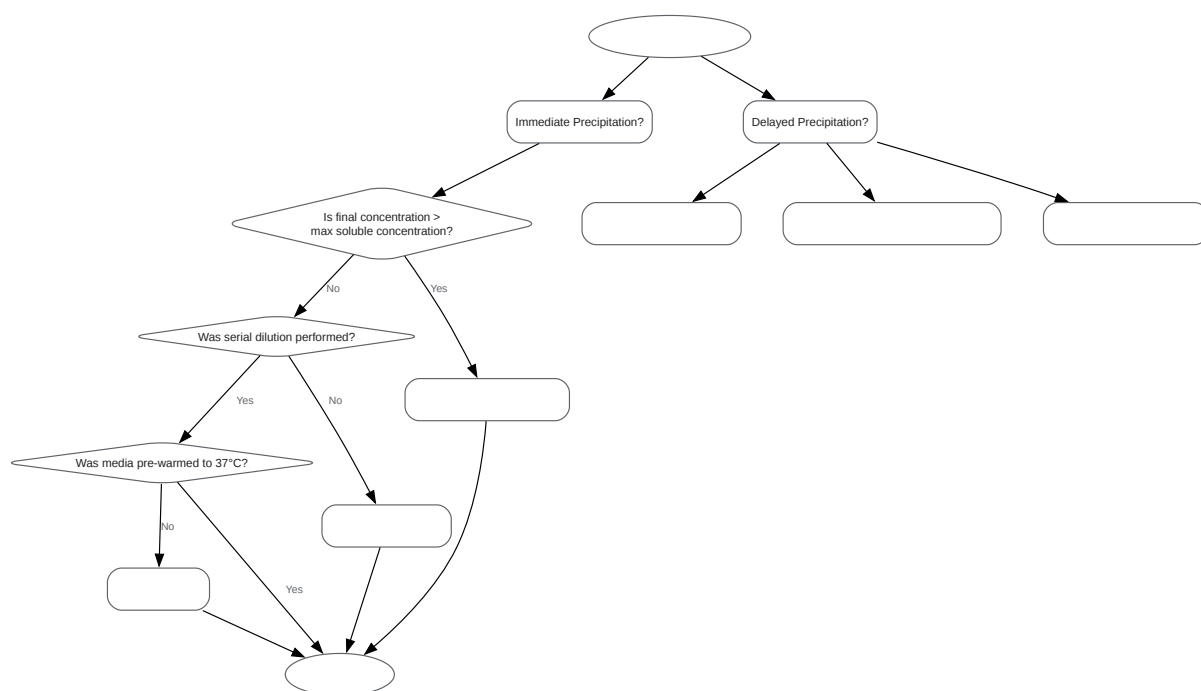 Immediate Precipitation?
Delayed Precipitation?
Is final concentration >
max soluble concentration?
No
Yes
Was serial dilution performed?
Yes
No
Was media pre-warmed to 37°C?
No
Yes